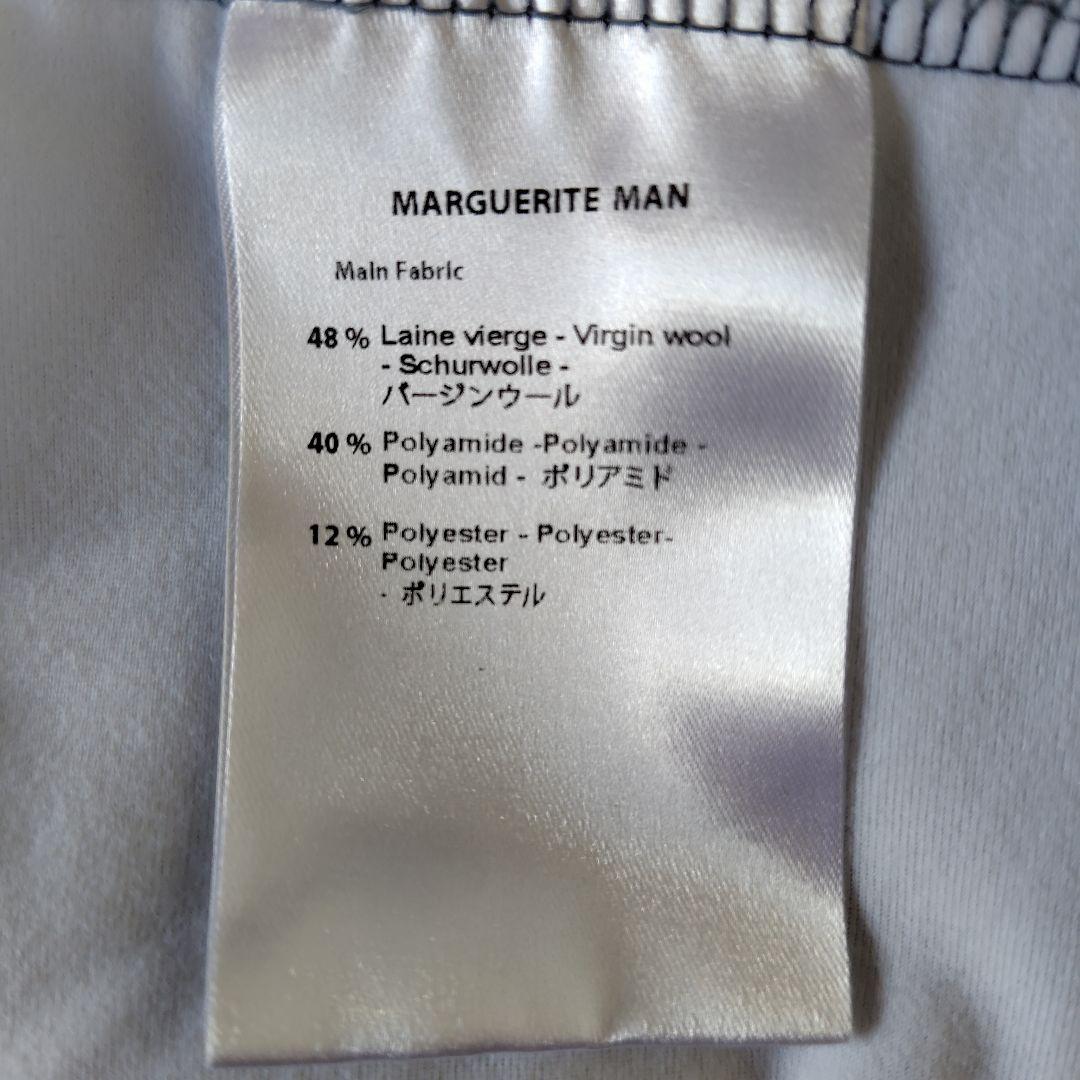 MARGUERITE MAN
Main Fabric
48 % Laine vierge - Virgin wool
- Schurwolle -
バージンウール
40 % Polyamide -Polyamide -
Polyamid - ポリアミド
12 % Polyester - Polyester-
Polyester
- ポリエステル